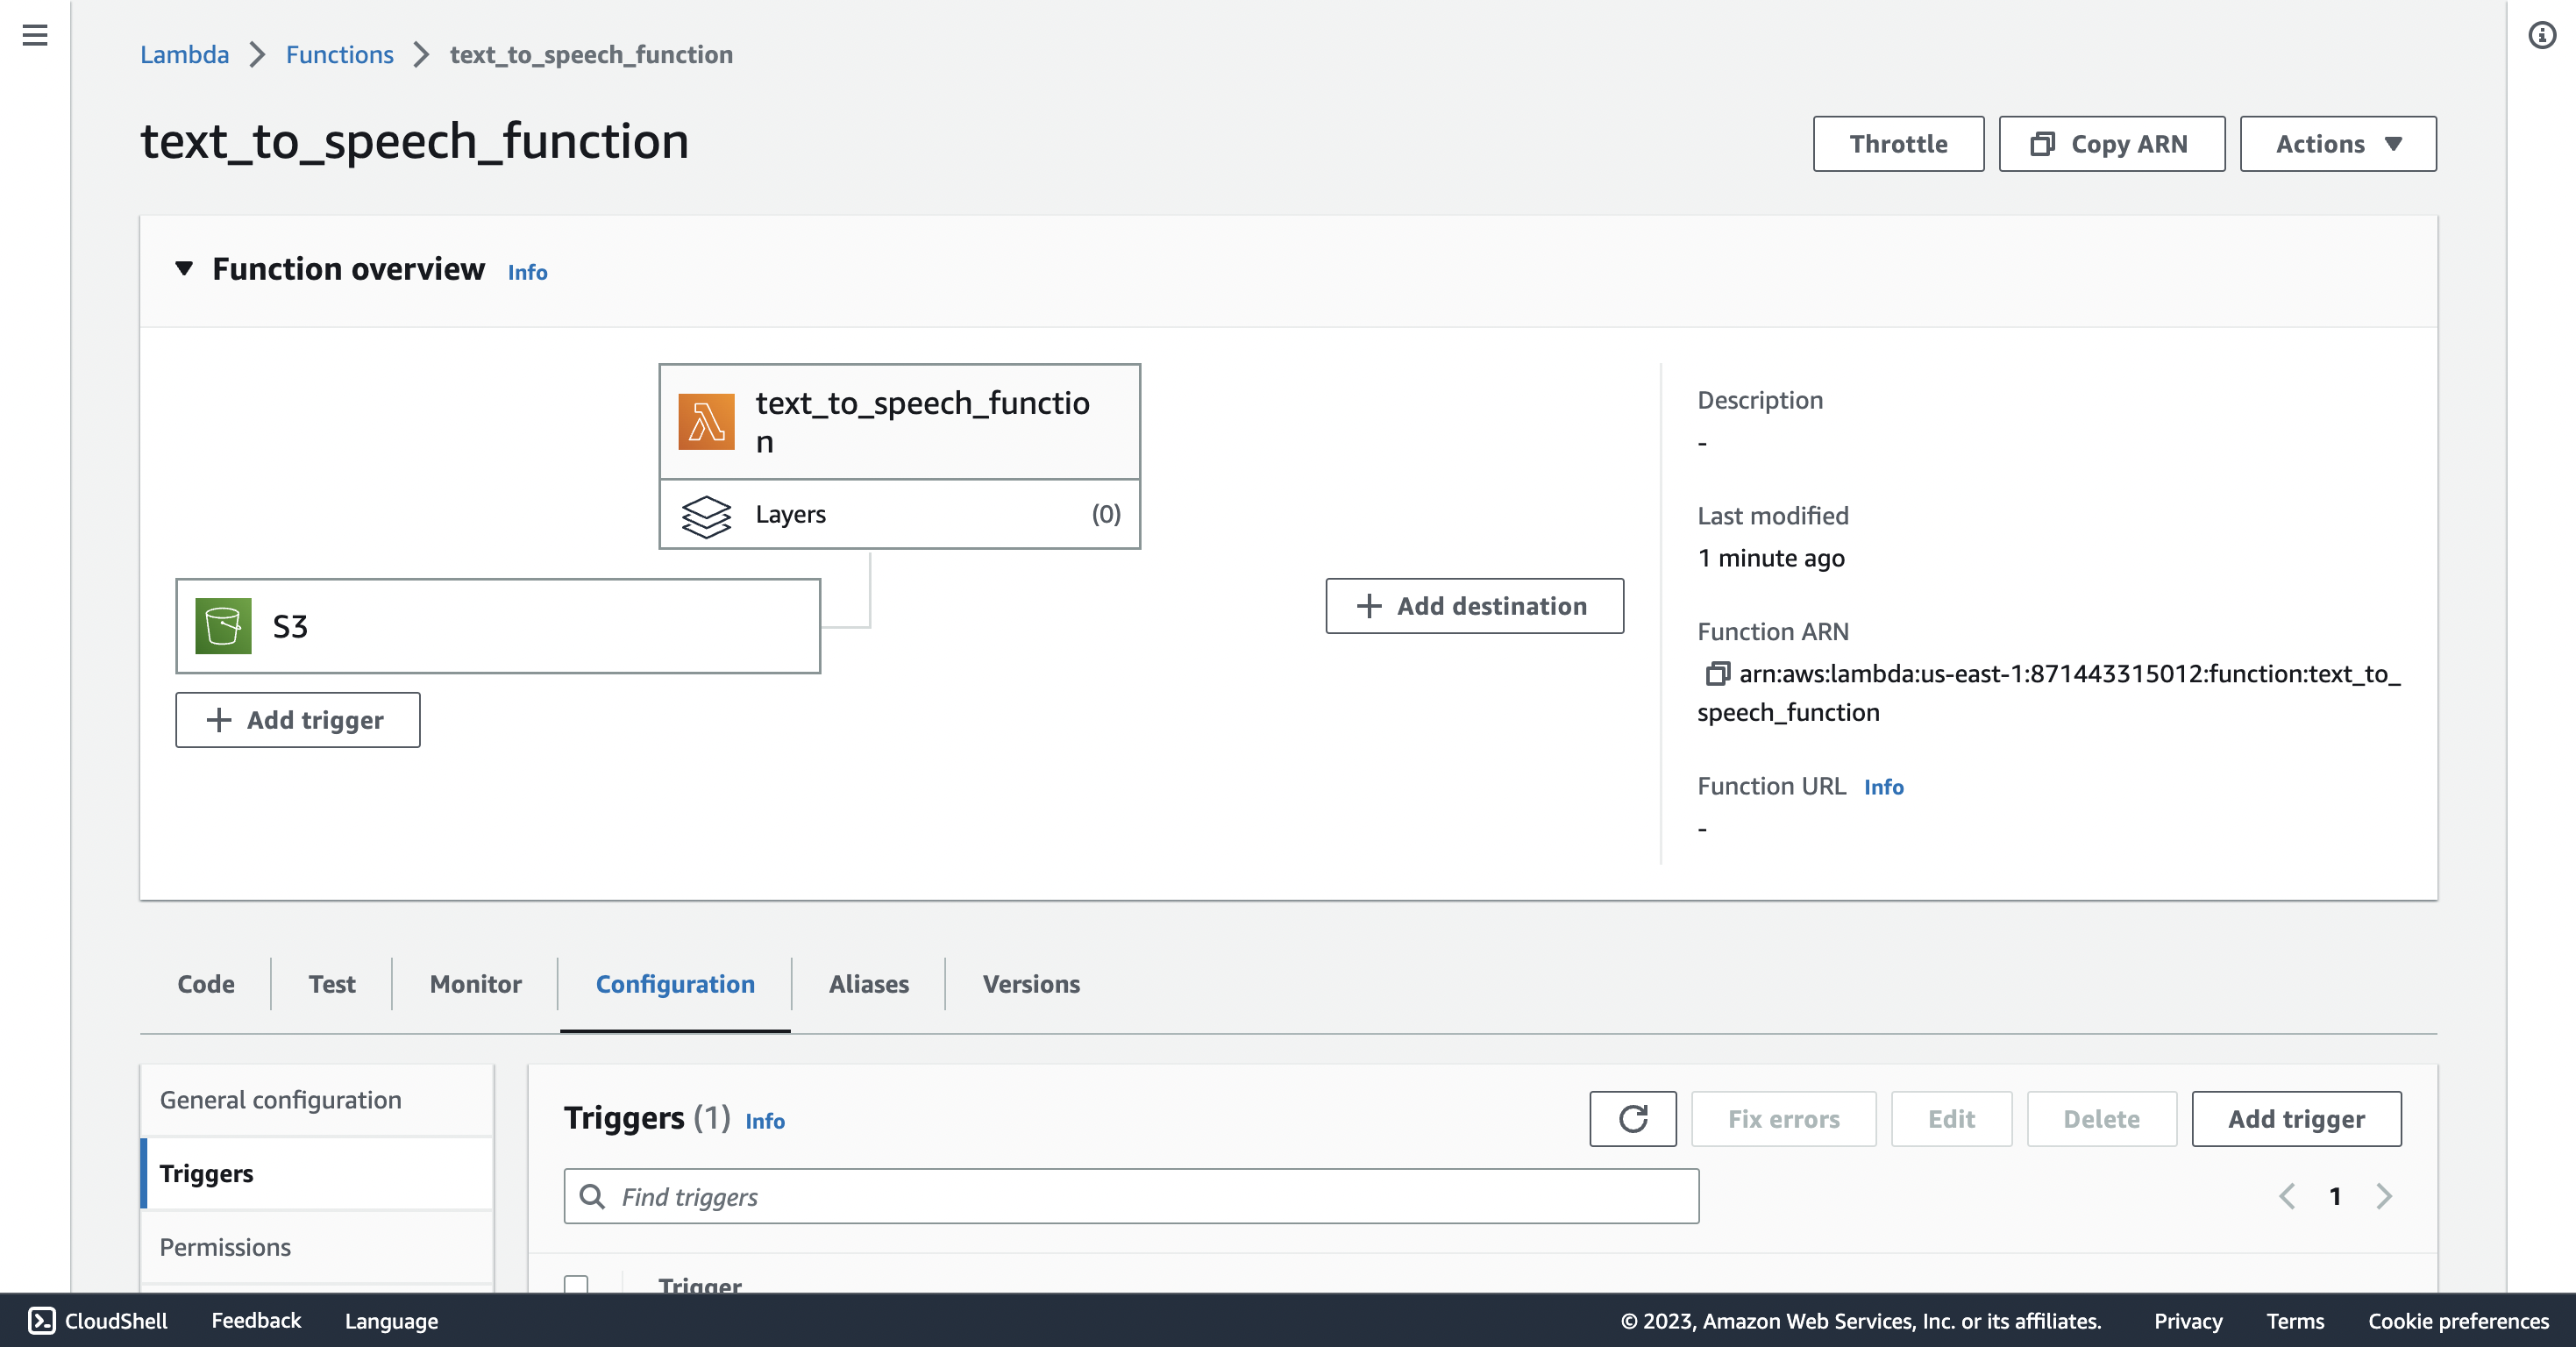 Lambda > Functions > text_to_speech_function
text_to_speech_function
Throttle
Copy ARN
Actions
Function overview Info
text_to_speech_functio
n
Layers (0)
S3
Add trigger
Add destination
Description
-
Last modified
1 minute ago
Function ARN
arn:aws:lambda:us-east-1:871443315012:function:text_to_
speech_function
Function URL Info
-
Code
Test
Monitor
Configuration
Aliases
Versions
General configuration
Triggers
Permissions
Triggers (1) Info
Fix errors
Edit
Delete
Add trigger
Find triggers
1
Trigger
CloudShell
Feedback
Language
© 2023, Amazon Web Services, Inc. or its affiliates.
Privacy
Terms
Cookie preferences